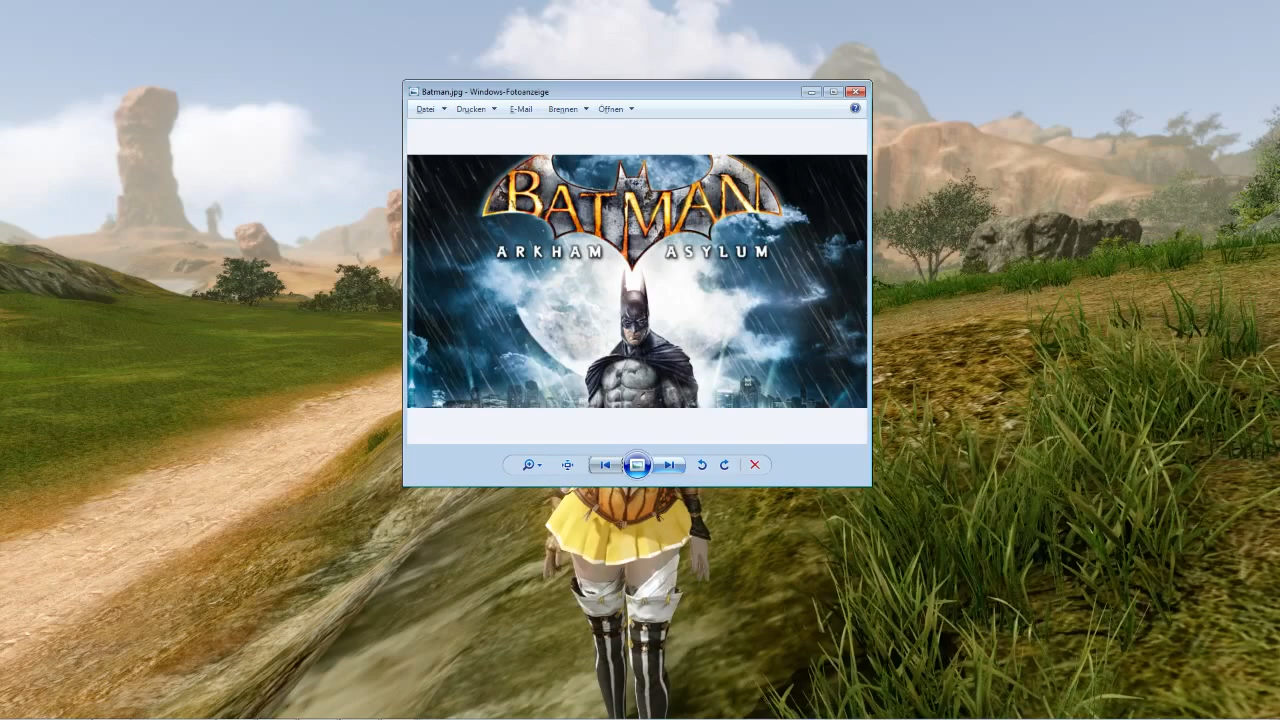 Batman.jpg - Windows-Fotoanzeige
Datei Drucken E-Mail Brennen Öffnen
BATMAN
ARKHAM ASYLUM